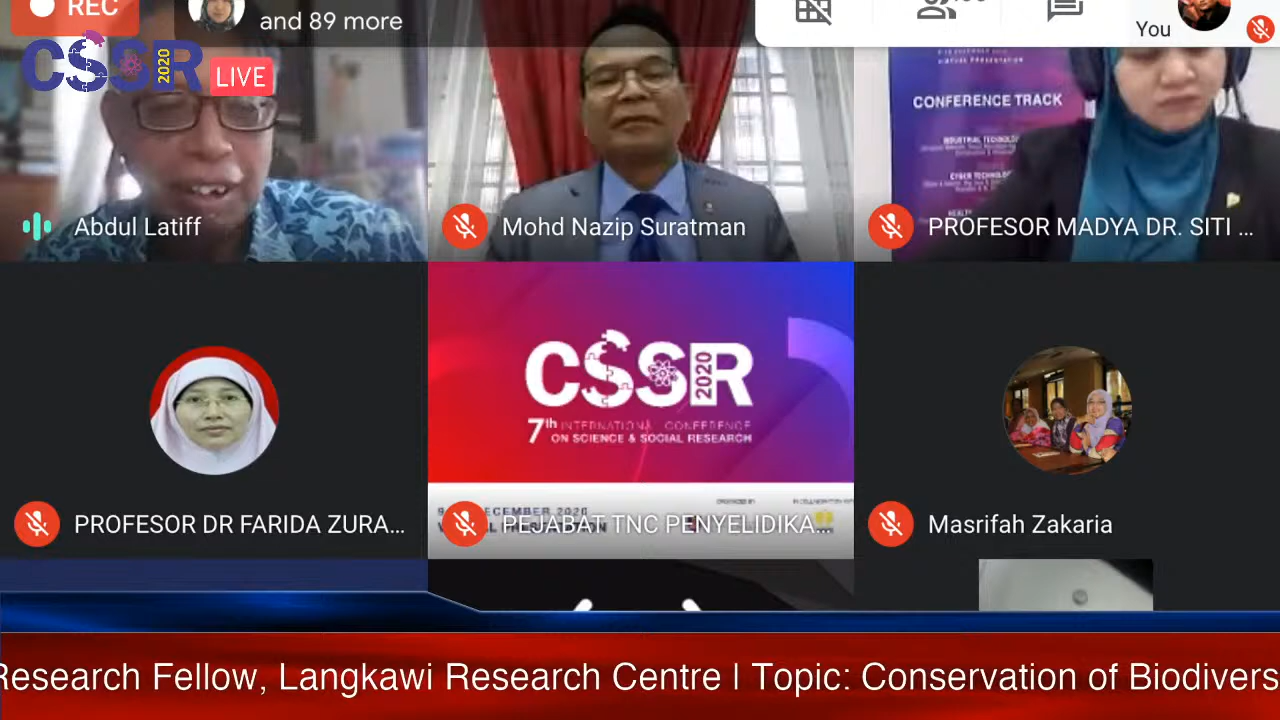 REC
and 89 more
You
CSSR
2020
LIVE
CONFERENCE TRACK
Abdul Latiff
Mohd Nazip Suratman
PROFESOR MADYA DR. SITI ...
CSSR
2020
7th INTERNATIONAL CONFERENCE
ON SCIENCE & SOCIAL RESEARCH
PROFESOR DR FARIDA ZURA...
PEJABAT TNC PENYELIDIKA...
Masrifah Zakaria
Research Fellow, Langkawi Research Centre | Topic: Conservation of Biodivers